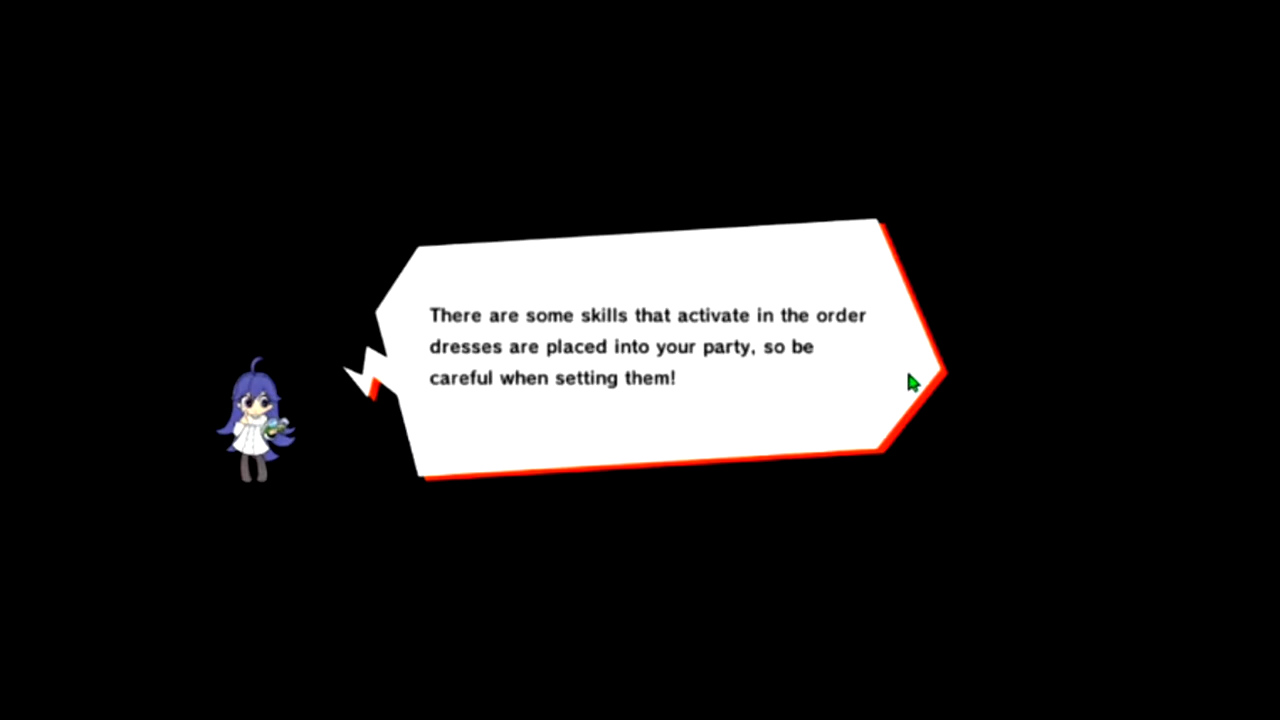 There are some skills that activate in the order
dresses are placed into your party, so be
careful when setting them!